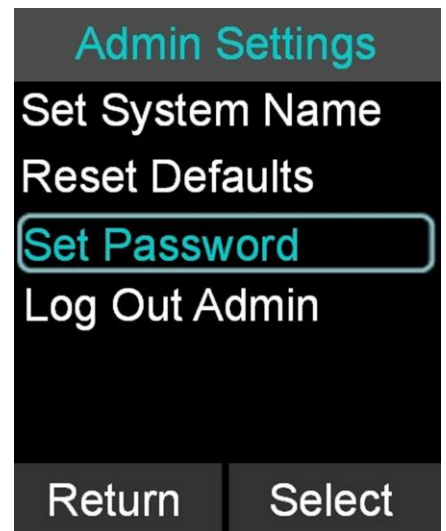 Admin Settings
Set System Name
Reset Defaults
Set Password
Log Out Admin
Return Select